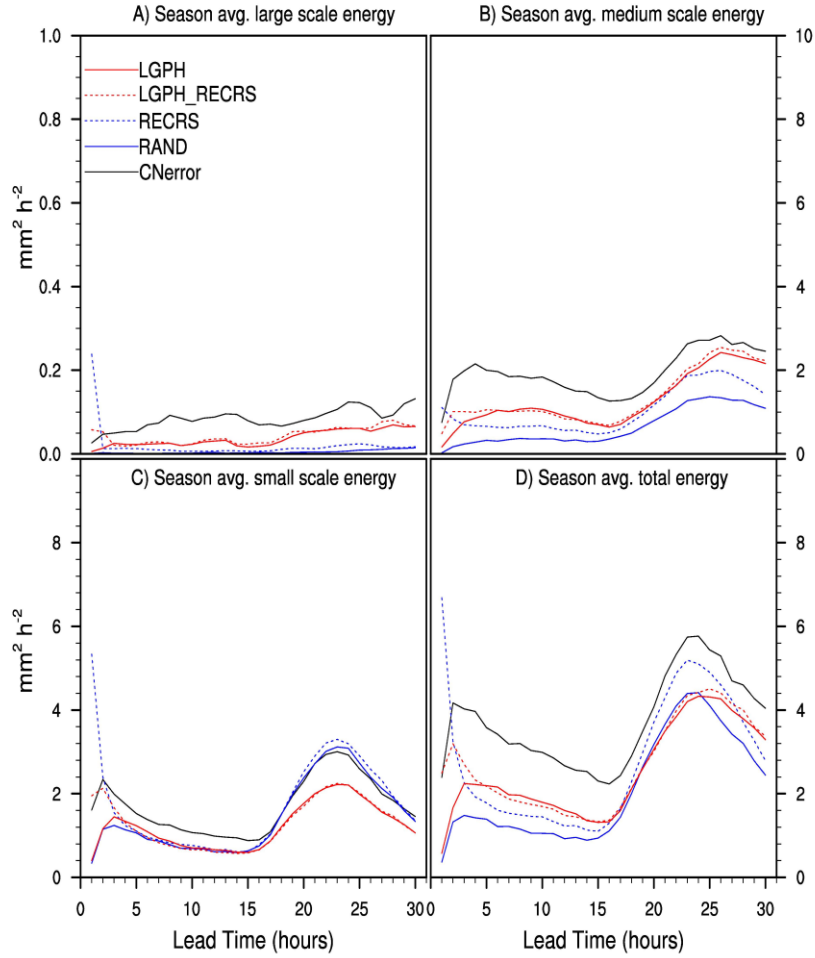 A) Season avg. large scale energy
B) Season avg. medium scale energy
1.0
0.8
0.6
0.4
0.2
0.0
mm² h⁻²
LGPH
LGPH_RECRS
RECRS
RAND
CNerror
10
8
6
4
2
0
C) Season avg. small scale energy
D) Season avg. total energy
8
6
4
2
0
mm² h⁻²
8
6
4
2
0
0 5 10 15 20 25 30 0 5 10 15 20 25 30
Lead Time (hours)
Lead Time (hours)